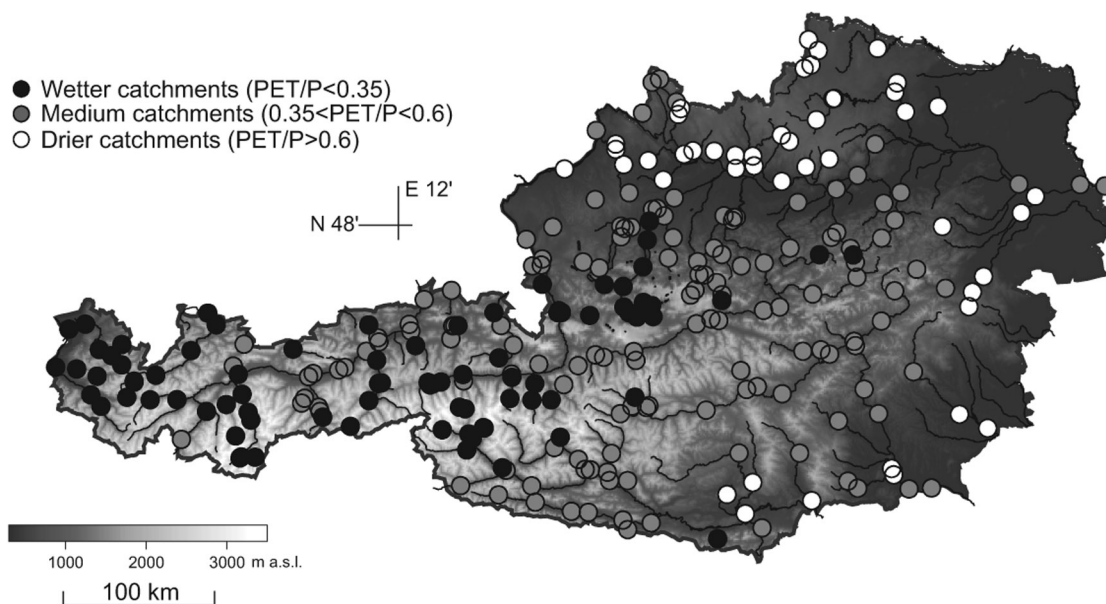 Wetter catchments (PET/P<0.35)
Medium catchments (0.35<PET/P<0.6)
Drier catchments (PET/P>0.6)
E 12'
N 48'
1000 2000 3000 m a.s.l.
100 km